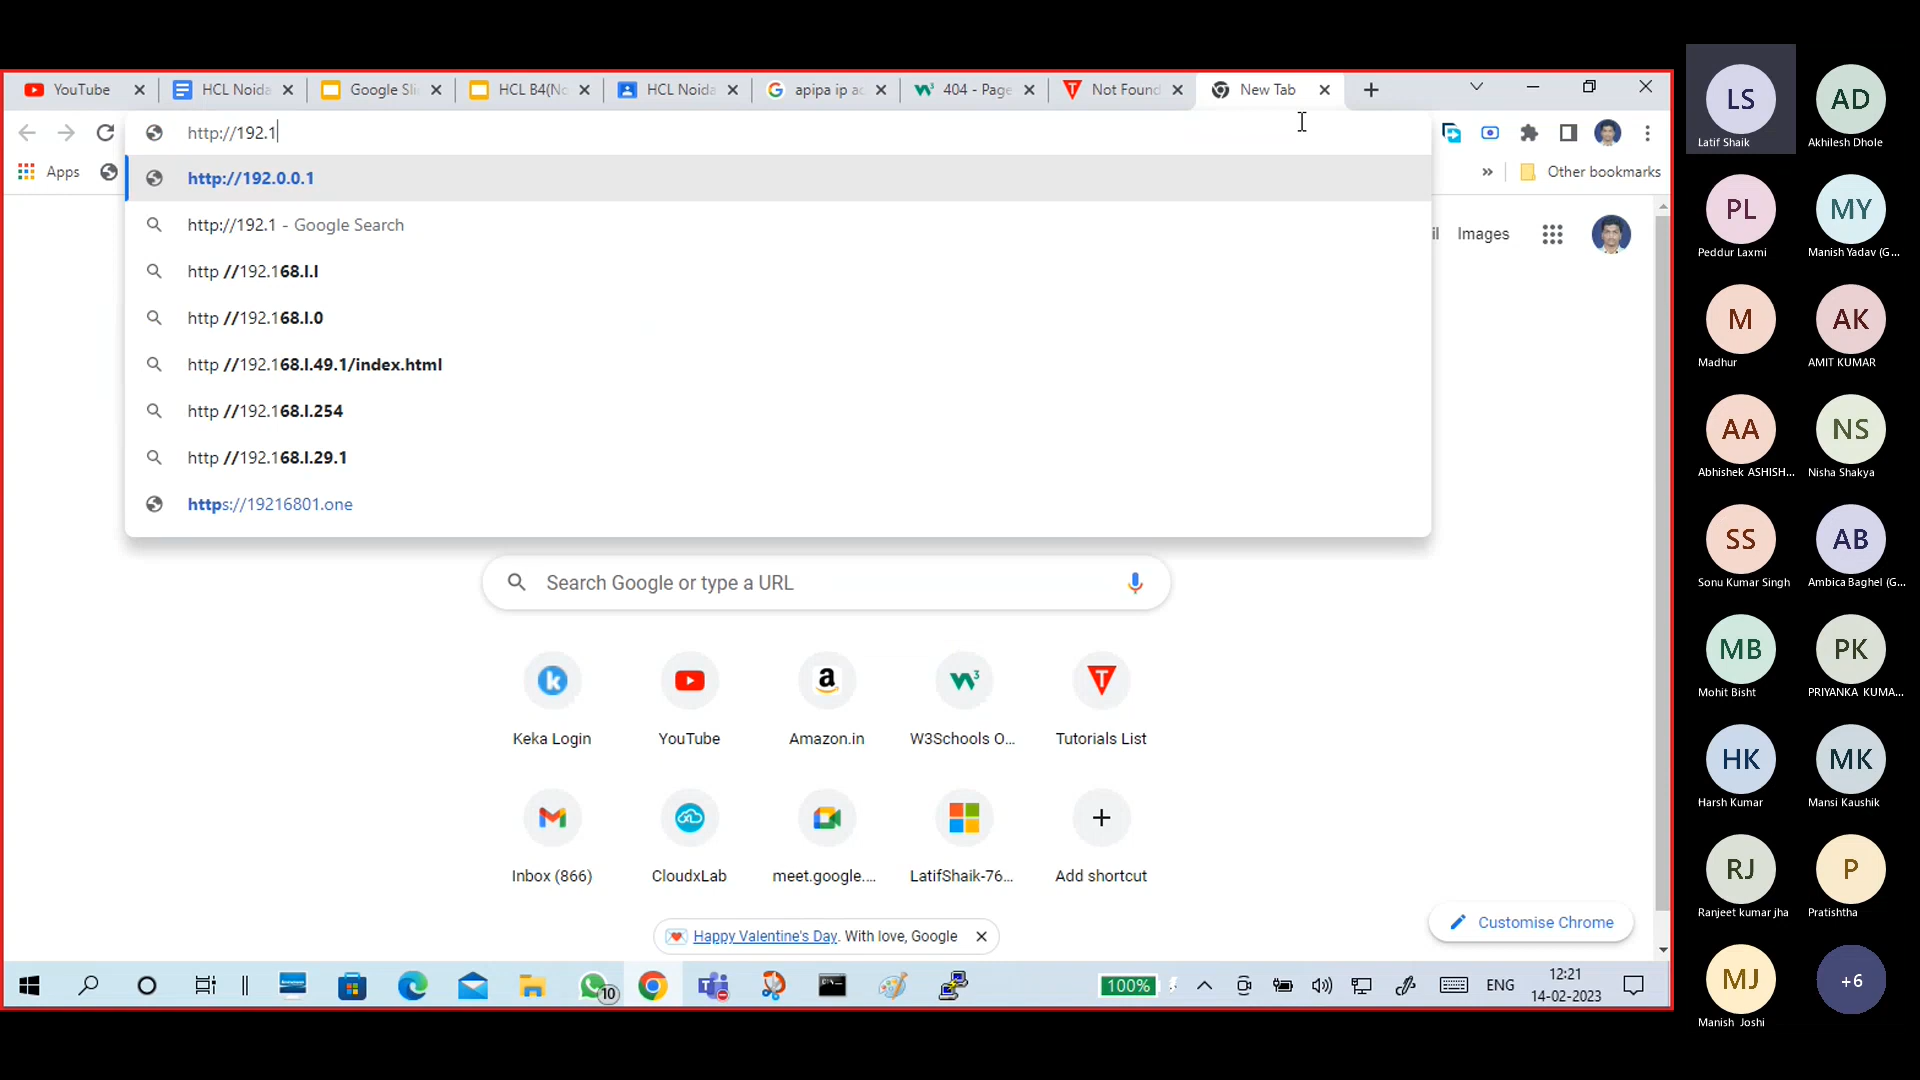 YouTube
HCL Noida
Google Sli
HCL B4(No
HCL Noida
apipa ip ac
404 - Page
Not Found
New Tab
http://192.1
Apps
Other bookmarks
http://192.0.0.1
http://192.1 - Google Search
http //192.168.l.l
http //192.168.l.0
http //192.168.l.49.1/index.html
http //192.168.l.254
http //192.168.l.29.1
https://19216801.one
il Images
Search Google or type a URL
Keka Login
YouTube
Amazon.in
W3Schools O...
Tutorials List
Inbox (866)
CloudxLab
meet.google....
LatifShaik-76...
Add shortcut
Happy Valentine's Day. With love, Google
Customise Chrome
10
100%
ENG
12:21
14-02-2023
LS
Latif Shaik
AD
Akhilesh Dhole
PL
Peddur Laxmi
MY
Manish Yadav (G...
M
Madhur
AK
AMIT KUMAR
AA
Abhishek ASHISH...
NS
Nisha Shakya
SS
Sonu Kumar Singh
AB
Ambica Baghel (G...
MB
Mohit Bisht
PK
PRIYANKA KUMA...
HK
Harsh Kumar
MK
Mansi Kaushik
RJ
Ranjeet kumar jha
P
Pratishtha
MJ
Manish Joshi
+6